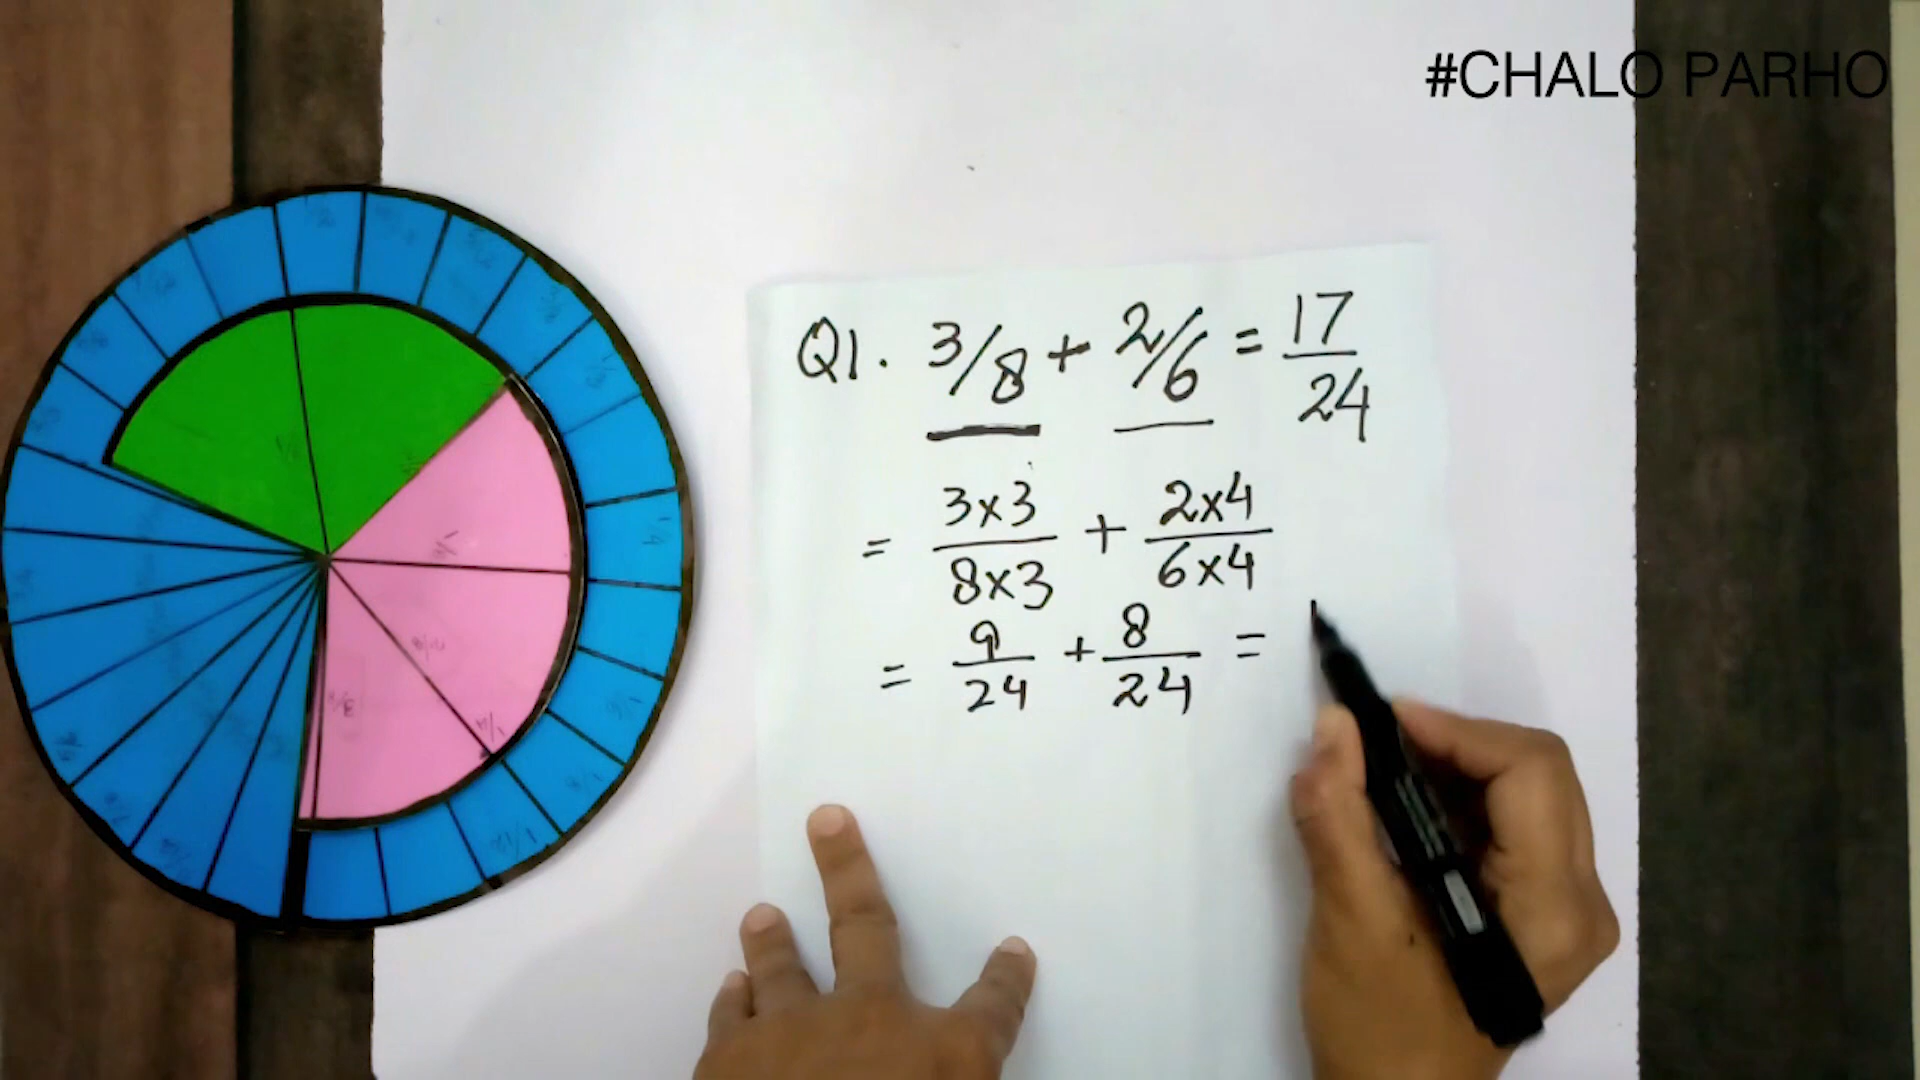 #CHALO PARHO
Q1. 3/8 + 2/6 = 17/24
= 3x3/8x3 + 2x4/6x4
= 9/24 + 8/24 =